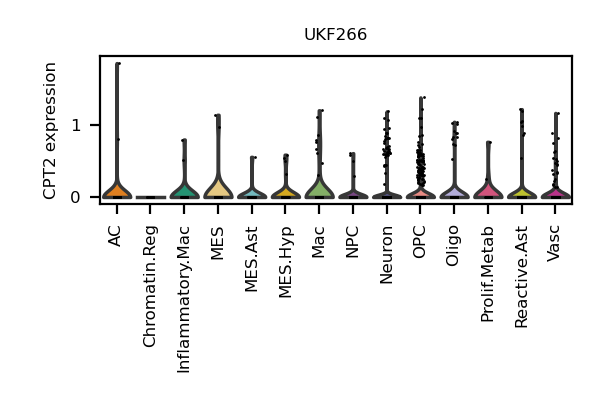 UKF266
CPT2 expression
1
0
AC
Chromatin.Reg
Inflammatory.Mac
MES
MES.Ast
MES.Hyp
Mac
NPC
Neuron
OPC
Oligo
Prolif.Metab
Reactive.Ast
Vasc